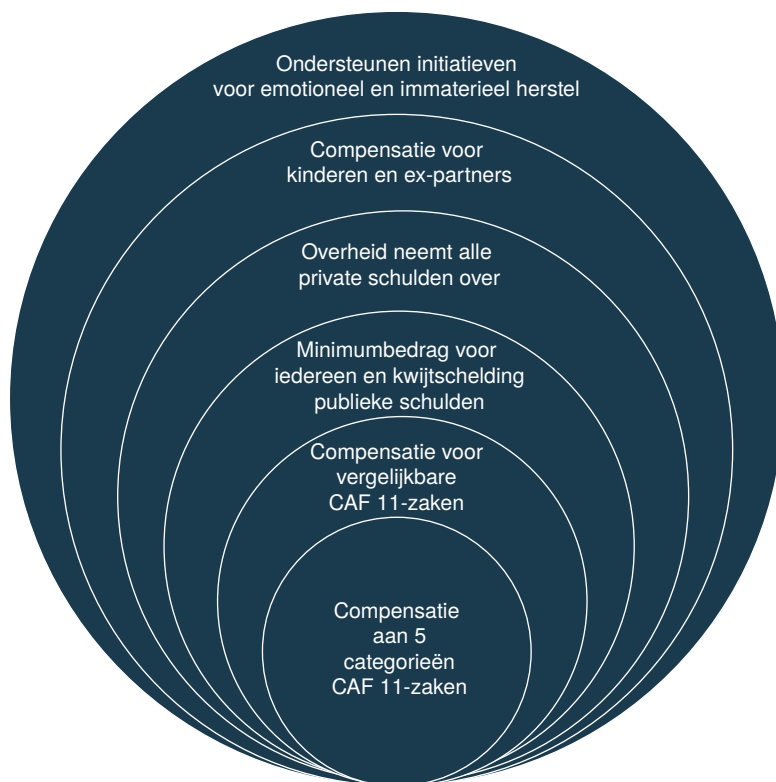 Ondersteunen initiatieven
voor emotioneel en immaterieel herstel
Compensatie voor
kinderen en ex-partners
Overheid neemt alle
private schulden over
Minimumbedrag voor
iedereen en kwijtschelding
publieke schulden
Compensatie voor
vergelijkbare
CAF 11-zaken
Compensatie
aan 5
categorieën
CAF 11-zaken